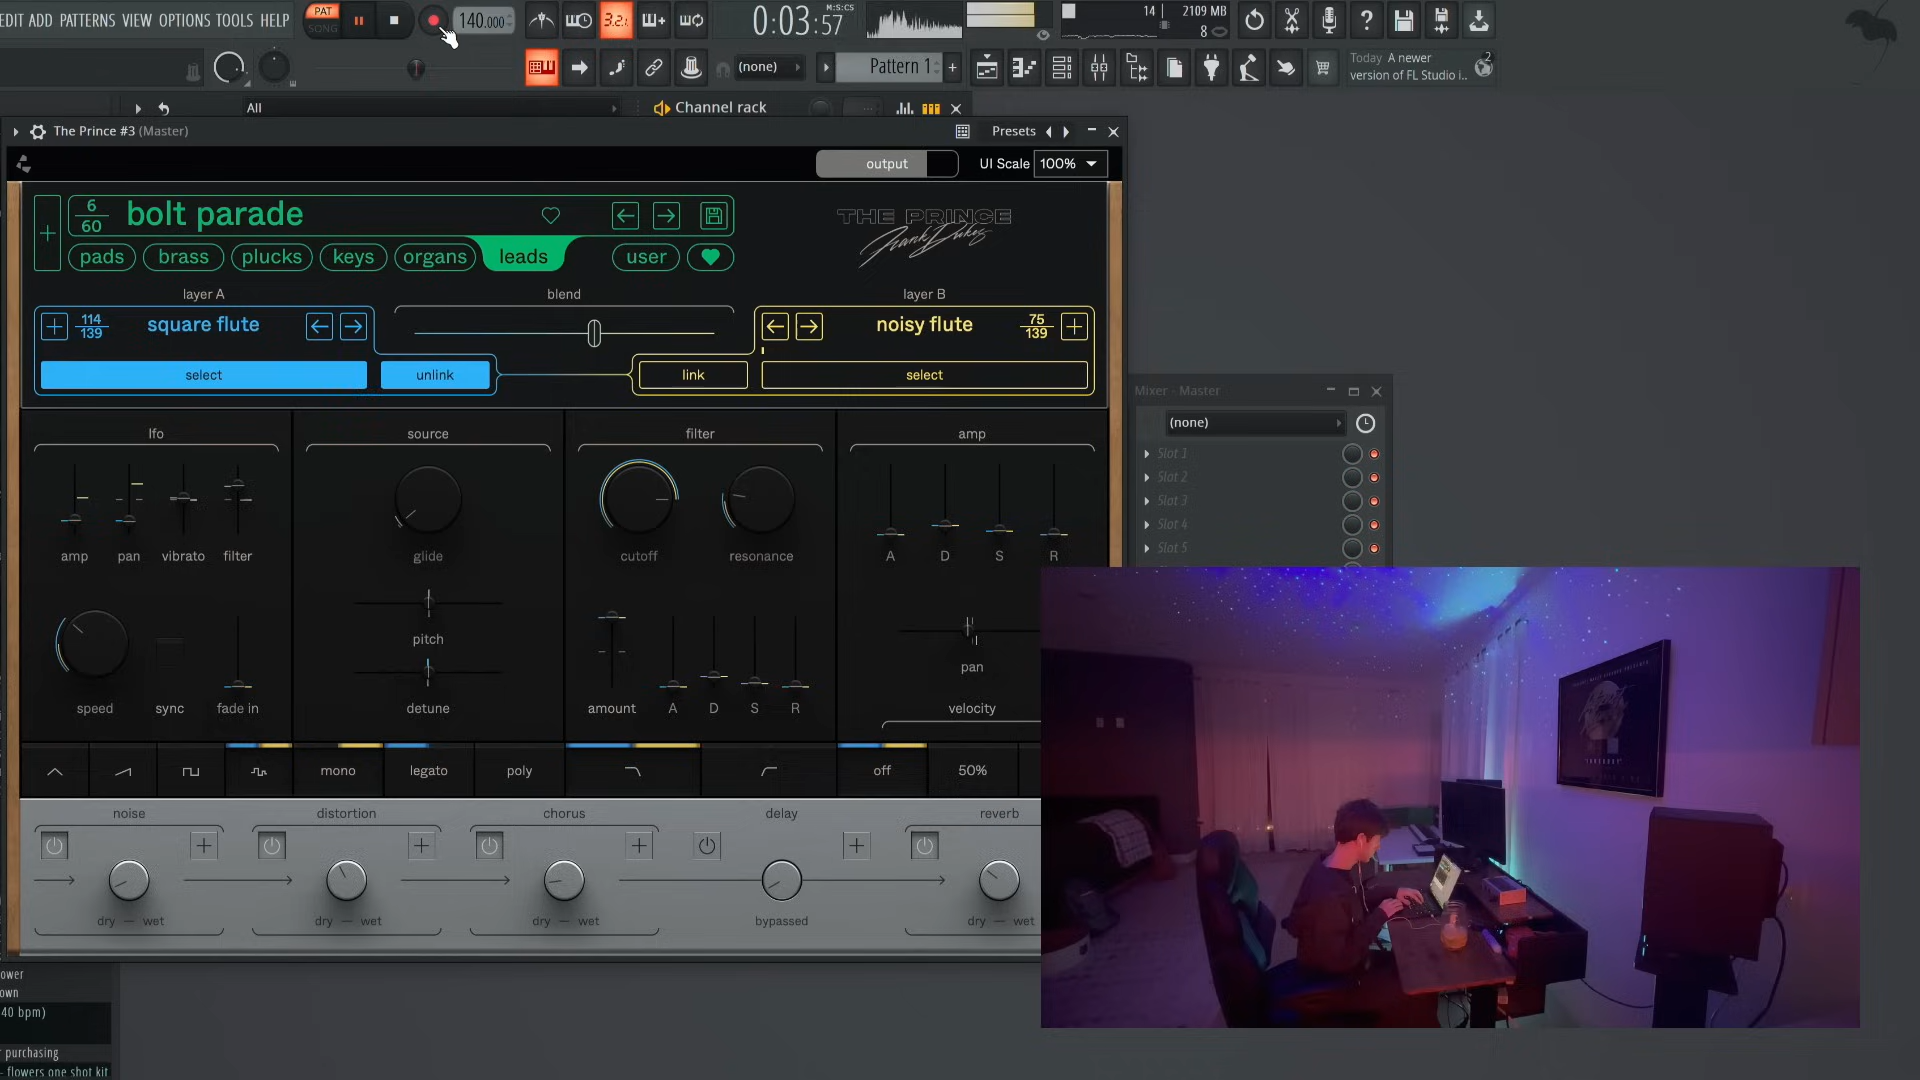 EDIT ADD PATTERNS VIEW OPTIONS TOOLS HELP
PAT
SONG
140.000
3.2.
0:03:57
M:S:CS
14
2109 MB
8
(none)
Pattern 1
Today A newer
version of FL Studio i..
2
All
Channel rack
The Prince #3 (Master)
Presets
output
UI Scale 100%
6
60
bolt parade
THE PRINCE
Frank Dukes
pads brass plucks keys organs leads user
layer A
blend
layer B
114
139
square flute
noisy flute
75
139
select
unlink
link
select
lfo
source
filter
amp
amp pan vibrato filter
glide
cutoff resonance
A D S R
pitch
pan
speed sync fade in
detune
amount A D S R
velocity
mono legato poly
off 50%
noise
distortion
chorus
delay
reverb
dry — wet
dry — wet
dry — wet
bypassed
dry — wet
Mixer - Master
(none)
Slot 1
Slot 2
Slot 3
Slot 4
Slot 5
ower
own
40 bpm)
purchasing
- flowers one shot kit